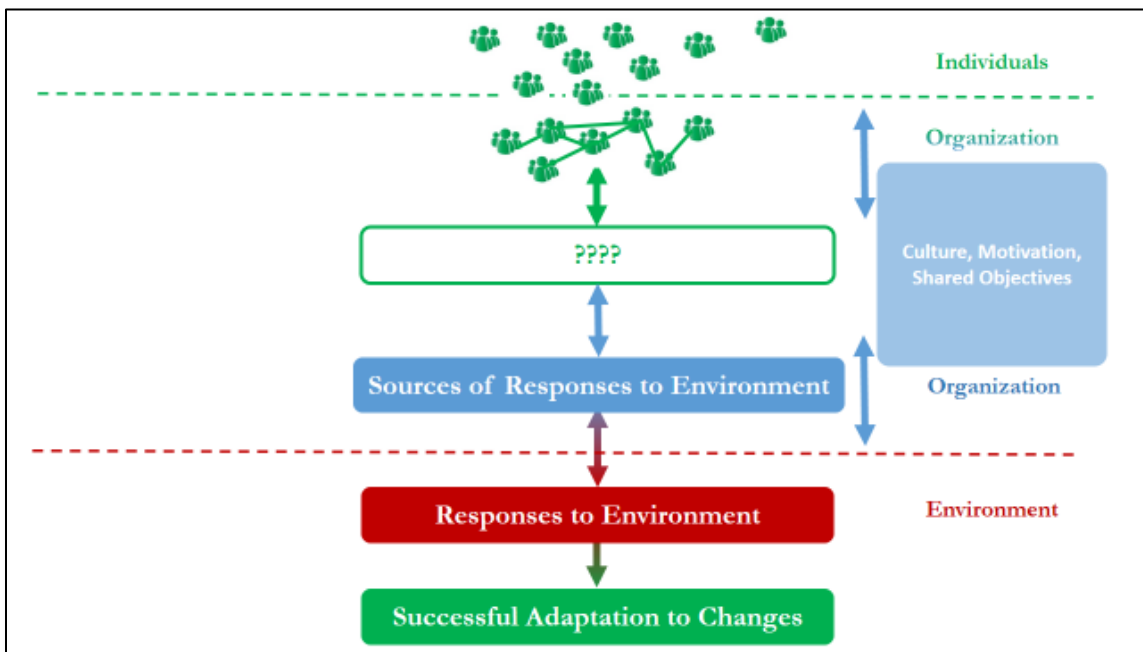 Individuals
Organization
????
Culture, Motivation,
Shared Objectives
Sources of Responses to Environment
Organization
Responses to Environment
Environment
Successful Adaptation to Changes